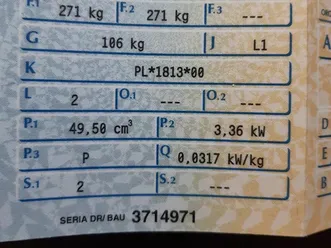 F.1 271 kg F.2 271 kg F.3 ---
G 106 kg J L1
K PL*1813*00
L 2 O.1 --- O.2 ---
P.1 49,50 cm³ P.2 3,36 kW
P.3 P Q 0,0317 kW/kg
S.1 2 S.2 ---
SERIA DR/BAU 3714971
A
D
B
E